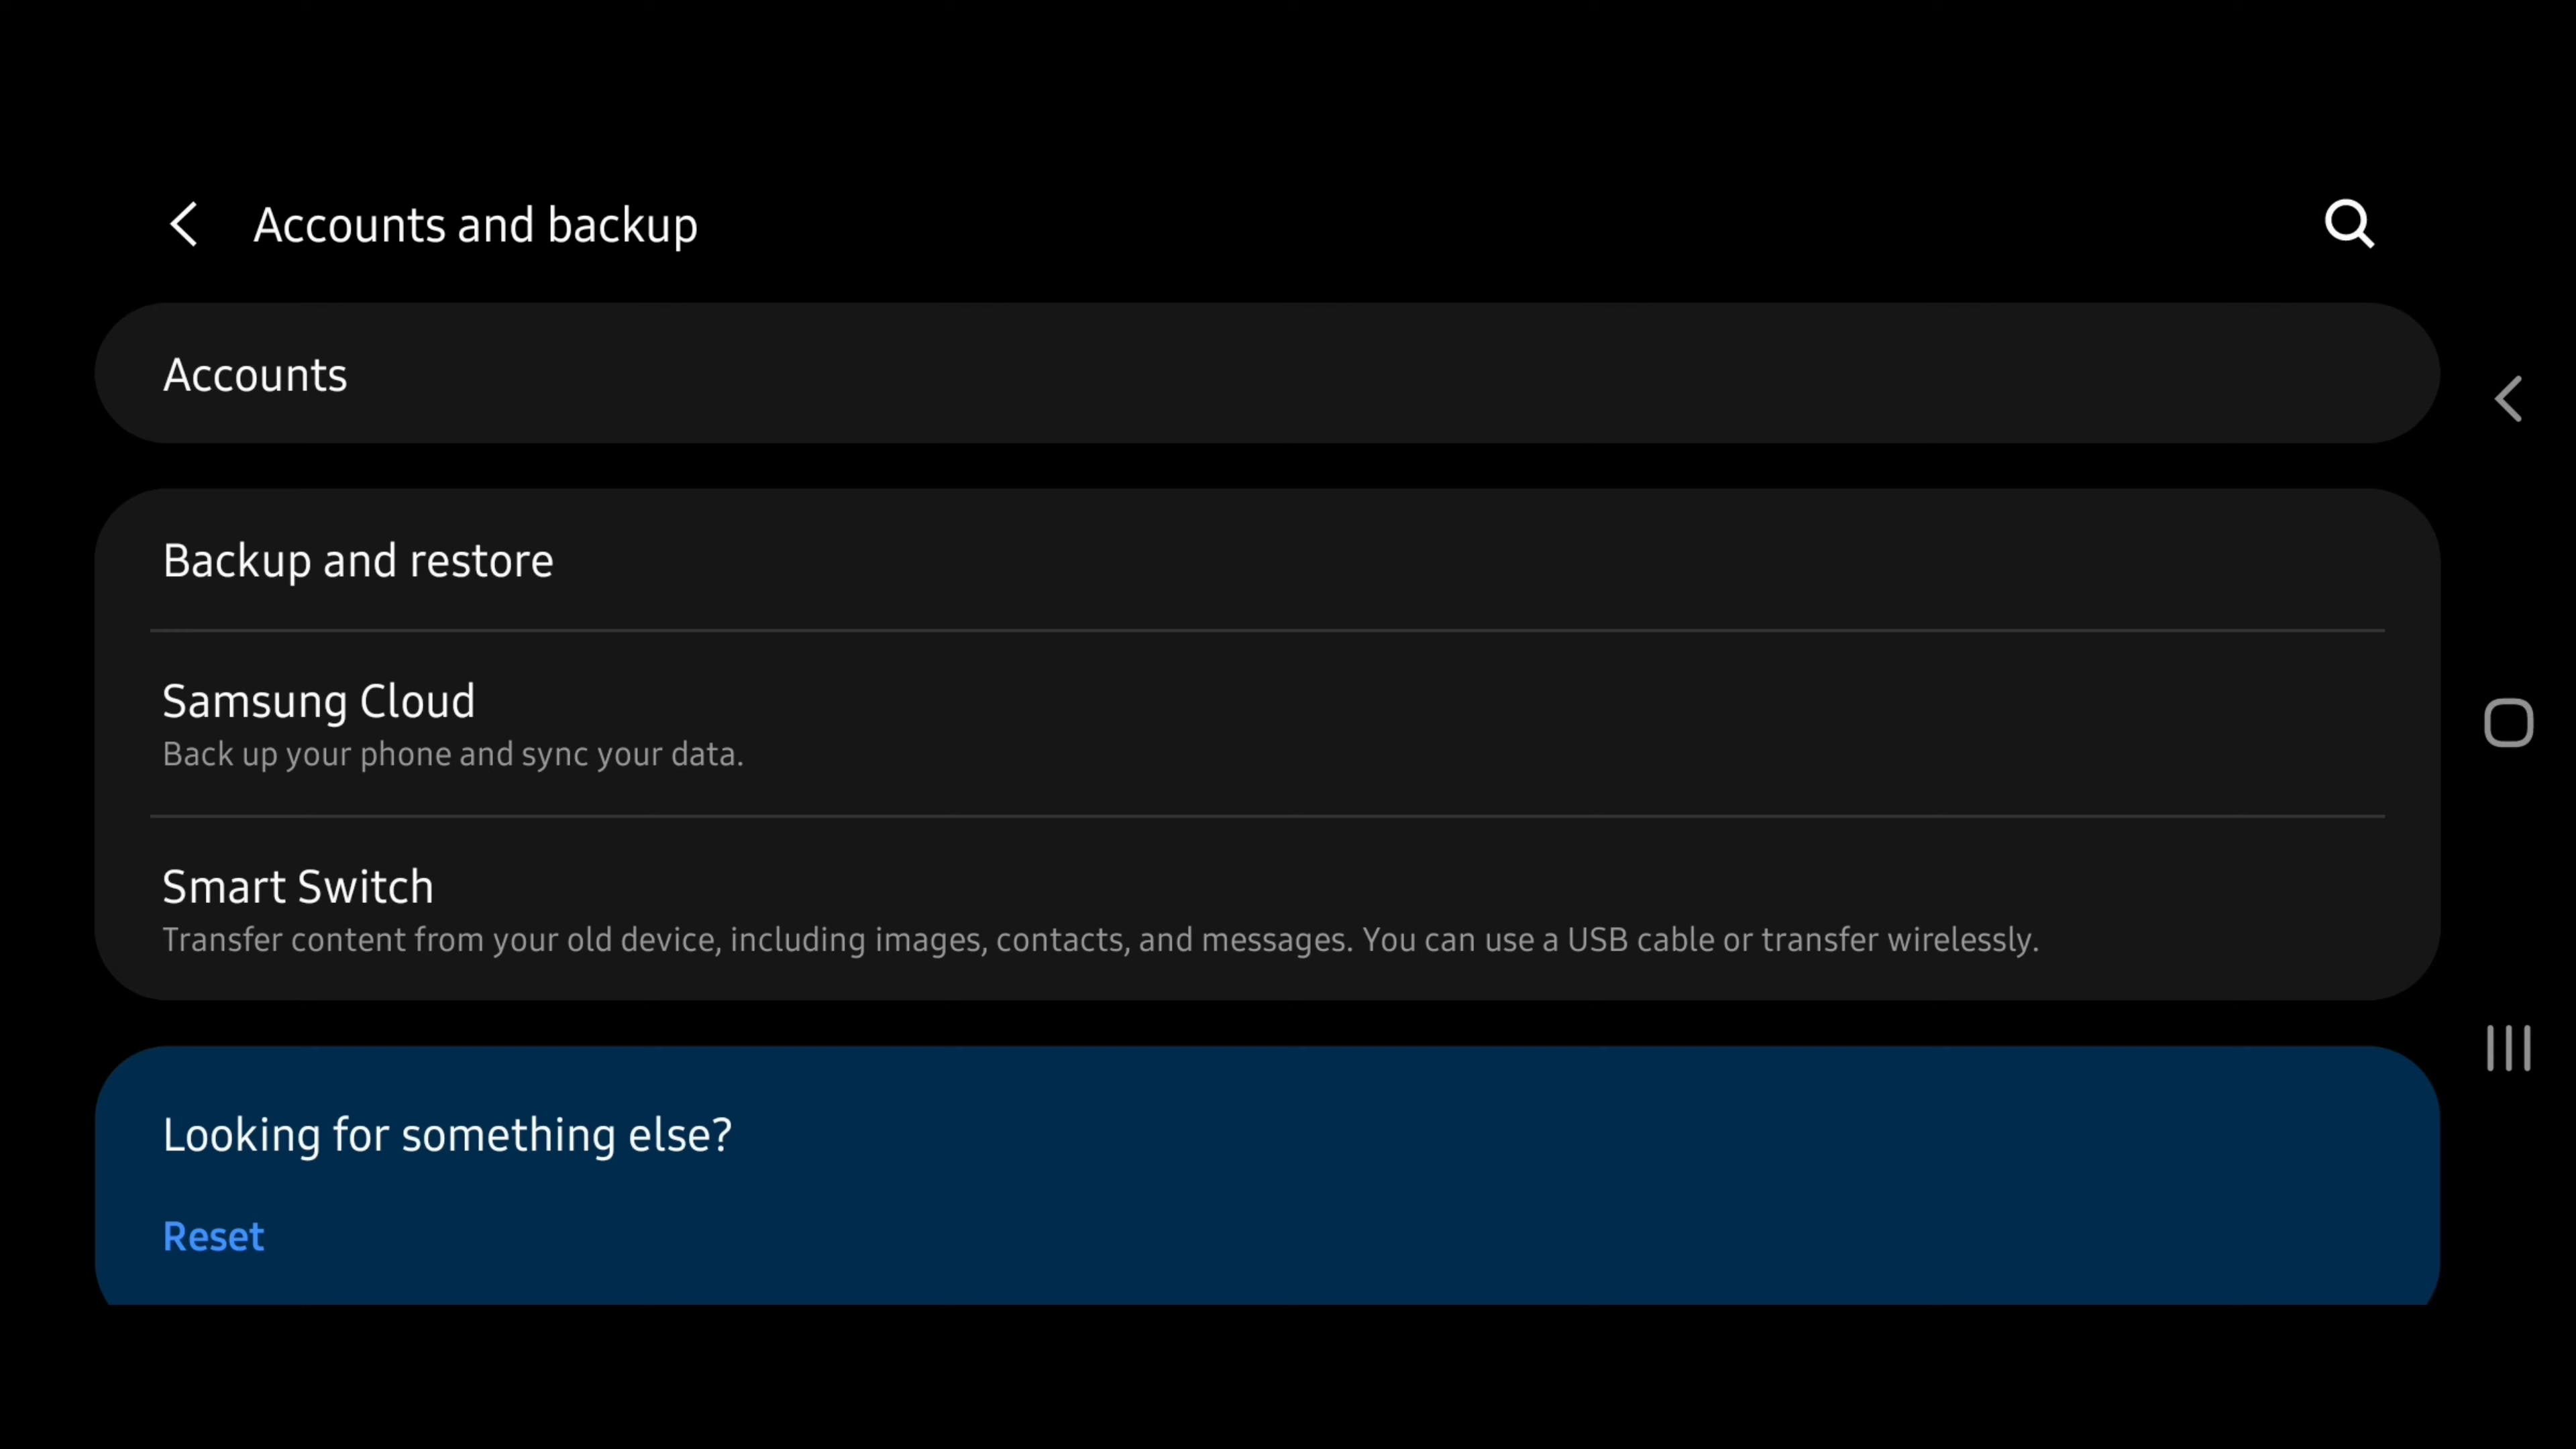 Accounts and backup
Accounts
Backup and restore
Samsung Cloud
Back up your phone and sync your data.
Smart Switch
Transfer content from your old device, including images, contacts, and messages. You can use a USB cable or transfer wirelessly.
Looking for something else?
Reset